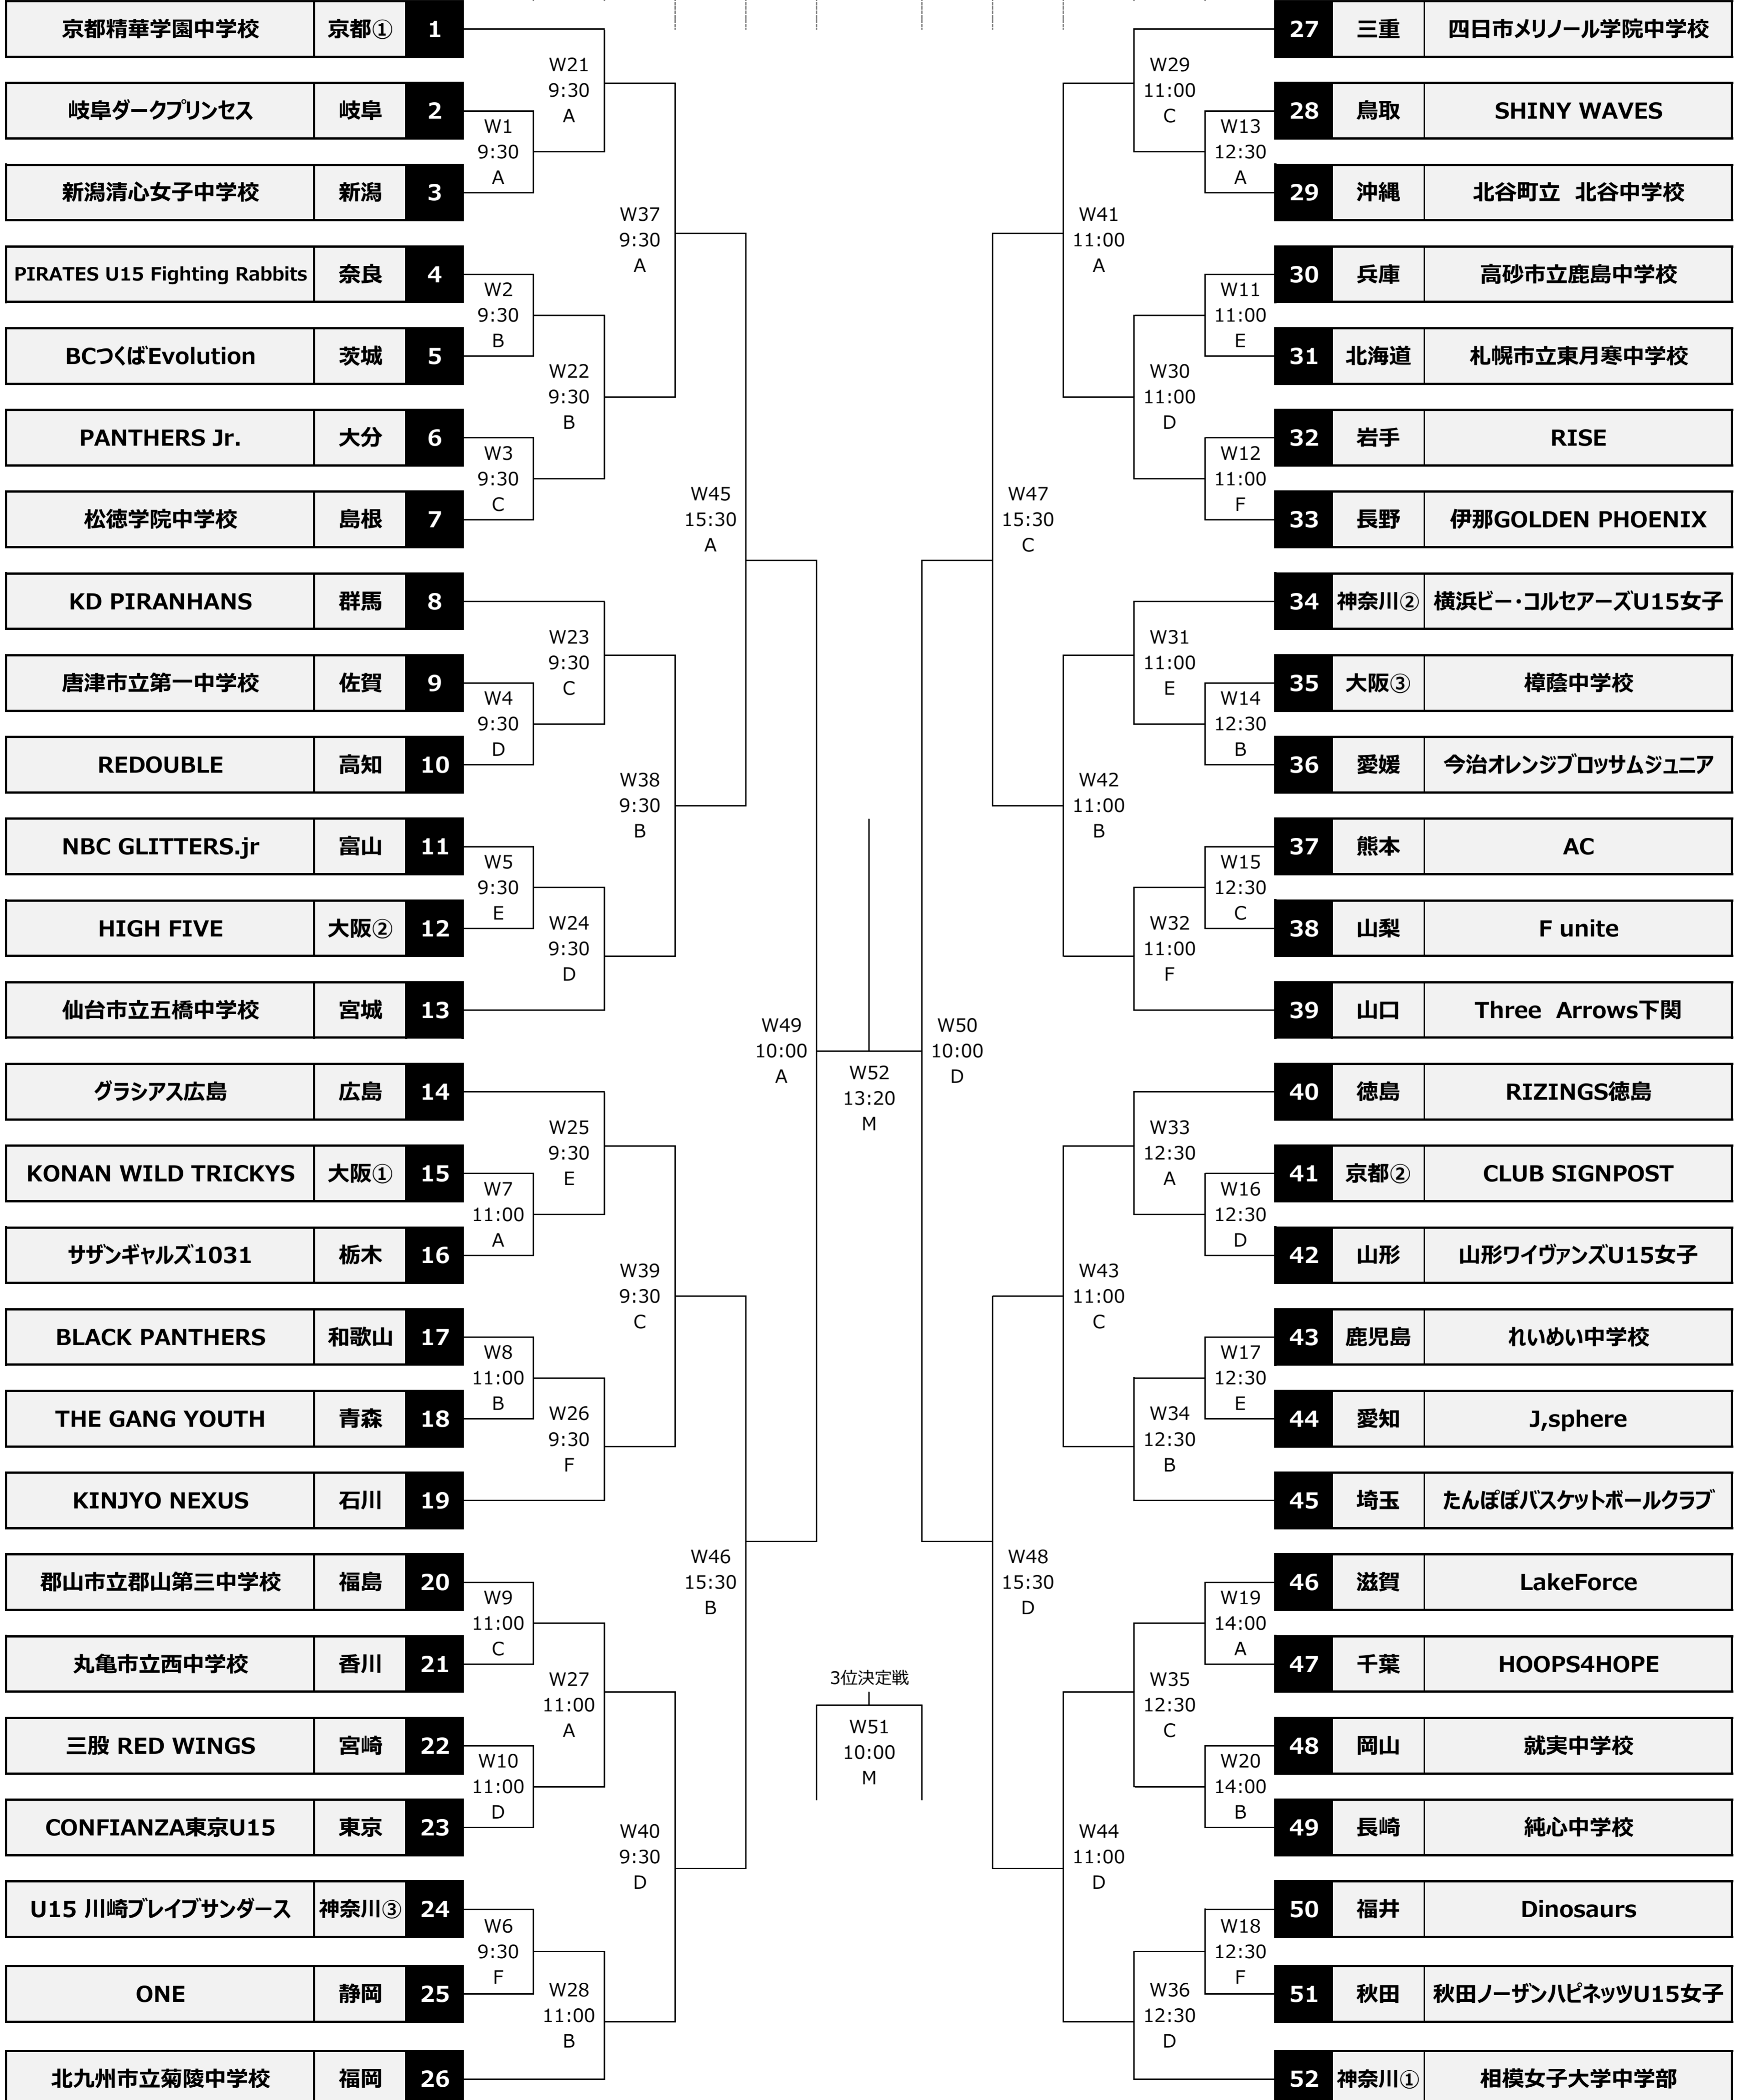 京都精華学園中学校 京都① 1
岐阜ダークプリンセス 岐阜 2
新潟清心女子中学校 新潟 3
PIRATES U15 Fighting Rabbits 奈良 4
BCつくばEvolution 茨城 5
PANTHERS Jr. 大分 6
松徳学院中学校 島根 7
KD PIRANHANS 群馬 8
唐津市立第一中学校 佐賀 9
REDOUBLE 高知 10
NBC GLITTERS.jr 富山 11
HIGH FIVE 大阪② 12
仙台市立五橋中学校 宮城 13
グラシアス広島 広島 14
KONAN WILD TRICKYS 大阪① 15
サザンギャルズ1031 栃木 16
BLACK PANTHERS 和歌山 17
THE GANG YOUTH 青森 18
KINJYO NEXUS 石川 19
郡山市立郡山第三中学校 福島 20
丸亀市立西中学校 香川 21
三股 RED WINGS 宮崎 22
CONFIANZA東京U15 東京 23
U15 川崎ブレイブサンダース 神奈川③ 24
ONE 静岡 25
北九州市立菊陵中学校 福岡 26
W1
9:30
A
W2
9:30
B
W3
9:30
C
W4
9:30
D
W5
9:30
E
W7
11:00
A
W8
11:00
B
W9
11:00
C
W10
11:00
D
W6
9:30
F
W21
9:30
A
W22
9:30
B
W23
9:30
C
W24
9:30
D
W25
9:30
E
W26
9:30
F
W27
11:00
A
W28
11:00
B
W37
9:30
A
W38
9:30
B
W39
9:30
C
W40
9:30
D
W45
15:30
A
W46
15:30
B
W49
10:00
A
W52
13:20
M
3位決定戦
W51
10:00
M
W50
10:00
D
W47
15:30
C
W48
15:30
D
W41
11:00
A
W42
11:00
B
W43
11:00
C
W44
11:00
D
W29
11:00
C
W30
11:00
D
W31
11:00
E
W32
11:00
F
W33
12:30
A
W34
12:30
B
W35
12:30
C
W36
12:30
D
W13
12:30
A
W11
11:00
E
W12
11:00
F
W14
12:30
B
W15
12:30
C
W16
12:30
D
W17
12:30
E
W19
14:00
A
W20
14:00
B
W18
12:30
F
27 三重 四日市メリノール学院中学校
28 鳥取 SHINY WAVES
29 沖縄 北谷町立 北谷中学校
30 兵庫 高砂市立鹿島中学校
31 北海道 札幌市立東月寒中学校
32 岩手 RISE
33 長野 伊那GOLDEN PHOENIX
34 神奈川② 横浜ビー・コルセアーズU15女子
35 大阪③ 樟蔭中学校
36 愛媛 今治オレンジブロッサムジュニア
37 熊本 AC
38 山梨 F unite
39 山口 Three Arrows下関
40 徳島 RIZINGS徳島
41 京都② CLUB SIGNPOST
42 山形 山形ワイヴァンズU15女子
43 鹿児島 れいめい中学校
44 愛知 J,sphere
45 埼玉 たんぽぽバスケットボールクラブ
46 滋賀 LakeForce
47 千葉 HOOPS4HOPE
48 岡山 就実中学校
49 長崎 純心中学校
50 福井 Dinosaurs
51 秋田 秋田ノーザンハピネッツU15女子
52 神奈川① 相模女子大学中学部